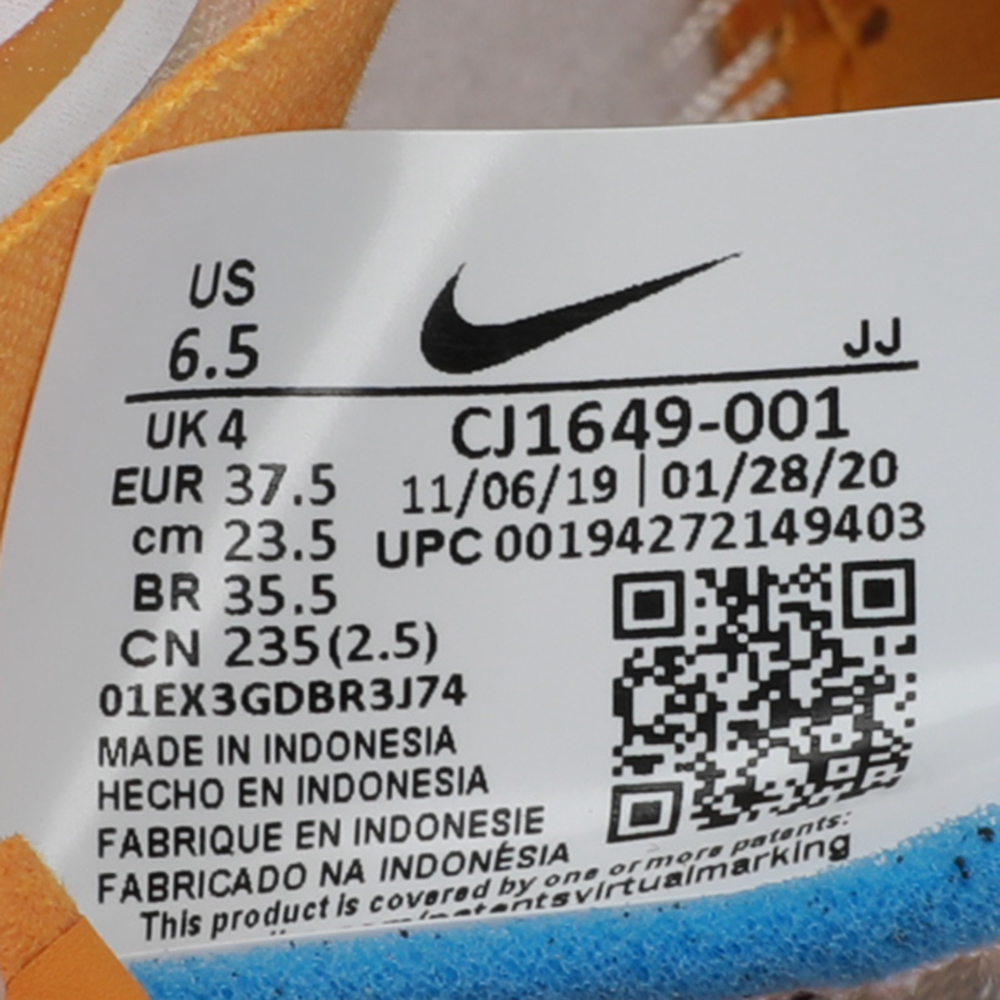 US
6.5
JJ
UK 4
CJ1649-001
EUR 37.5
11/06/19 | 01/28/20
cm 23.5
UPC 00194272149403
BR 35.5
CN 235(2.5)
01EX3GDBR3J74
MADE IN INDONESIA
HECHO EN INDONESIA
FABRIQUE EN INDONESIE
FABRICADO NA INDONÉSIA
This product is covered by one or more patents:
com/patentsvirtualmarking